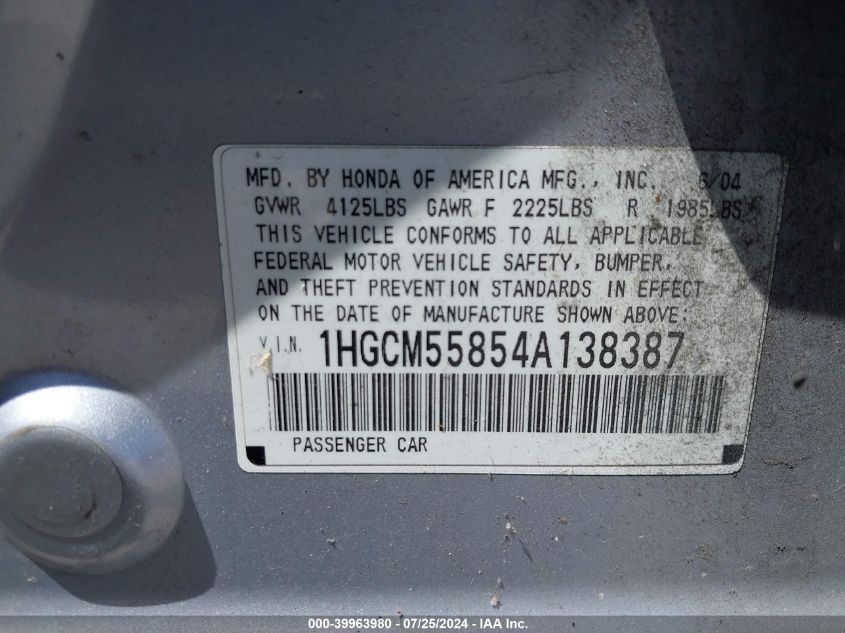 MFD. BY HONDA OF AMERICA MFG., INC. 6/04
GVWR 4125LBS GAWR F 2225LBS R 1985LBS
THIS VEHICLE CONFORMS TO ALL APPLICABLE
FEDERAL MOTOR VEHICLE SAFETY, BUMPER,
AND THEFT PREVENTION STANDARDS IN EFFECT
ON THE DATE OF MANUFACTURE SHOWN ABOVE:
V.I.N. 1HGCM55854A138387
PASSENGER CAR
000-39963980 - 07/25/2024 - IAAI.COM. INC.